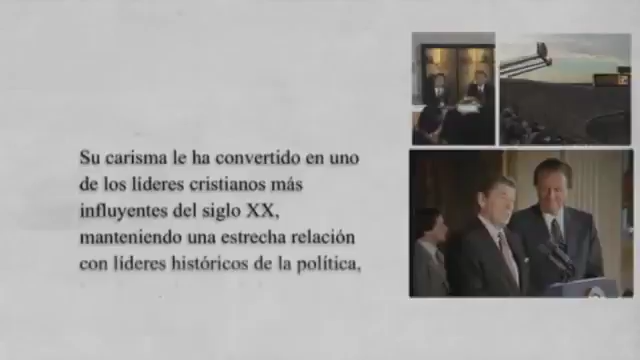 Su carisma le ha convertido en uno
de los líderes cristianos más
influyentes del siglo XX,
manteniendo una estrecha relación
con líderes históricos de la política,